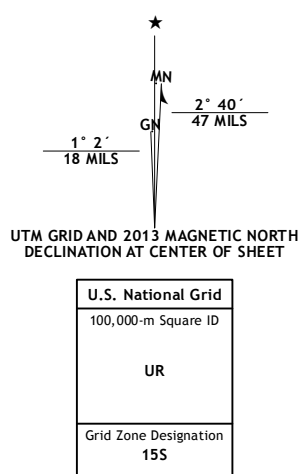 ★
MN
GN
2° 40´
47 MILS
1° 2´
18 MILS
UTM GRID AND 2013 MAGNETIC NORTH
DECLINATION AT CENTER OF SHEET
U.S. National Grid
100,000-m Square ID
UR
Grid Zone Designation
15S